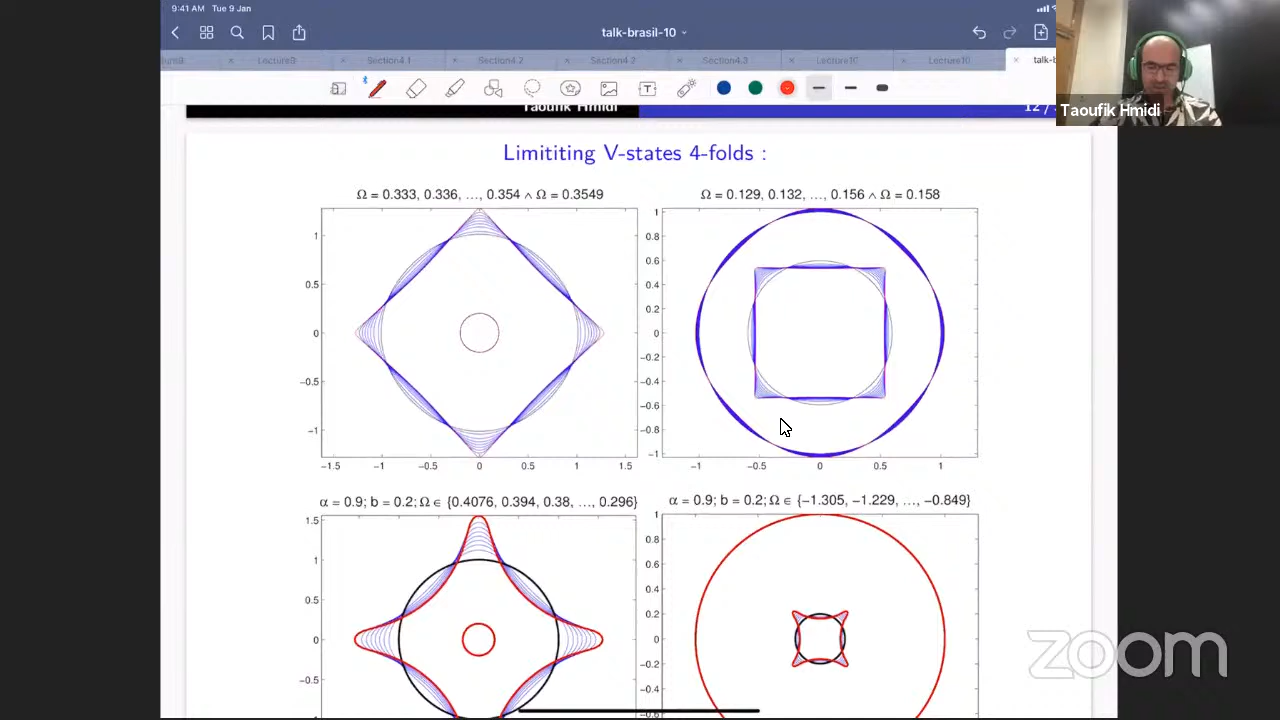 9:41 AM Tue 9 Jan
talk-brasil-10
Lecture9 Section4.1 Section4.2 Section4.2 Section4.3 Lecture10 Lecture10
Taoufik Hmidi
12 /
Taoufik Hmidi
Limititing V-states 4-folds :
Ω = 0.333, 0.336, ..., 0.354 ∧ Ω = 0.3549
1
0.5
0
−0.5
−1
−1.5 −1 −0.5 0 0.5 1 1.5
Ω = 0.129, 0.132, ..., 0.156 ∧ Ω = 0.158
1
0.8
0.6
0.4
0.2
0
−0.2
−0.4
−0.6
−0.8
−1
−1 −0.5 0 0.5 1
α = 0.9; b = 0.2; Ω ∈ {0.4076, 0.394, 0.38, ..., 0.296}
1.5
1
0.5
0
−0.5
α = 0.9; b = 0.2; Ω ∈ {−1.305, −1.229, ..., −0.849}
1
0.8
0.6
0.4
0.2
0
−0.2
−0.4
−0.6
zoom